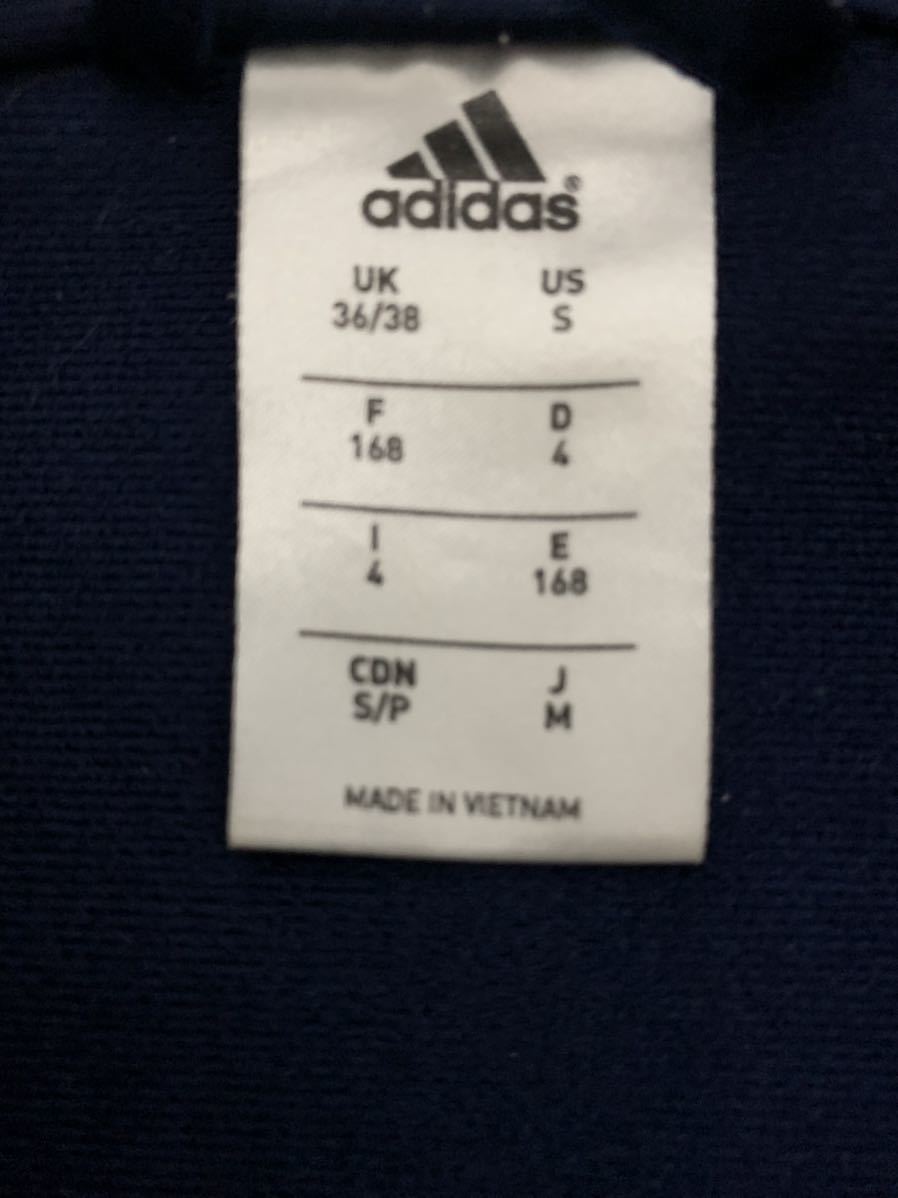 adidas®
UK US
36/38 S
F D
168 4
I E
4 168
CDN J
S/P M
MADE IN VIETNAM